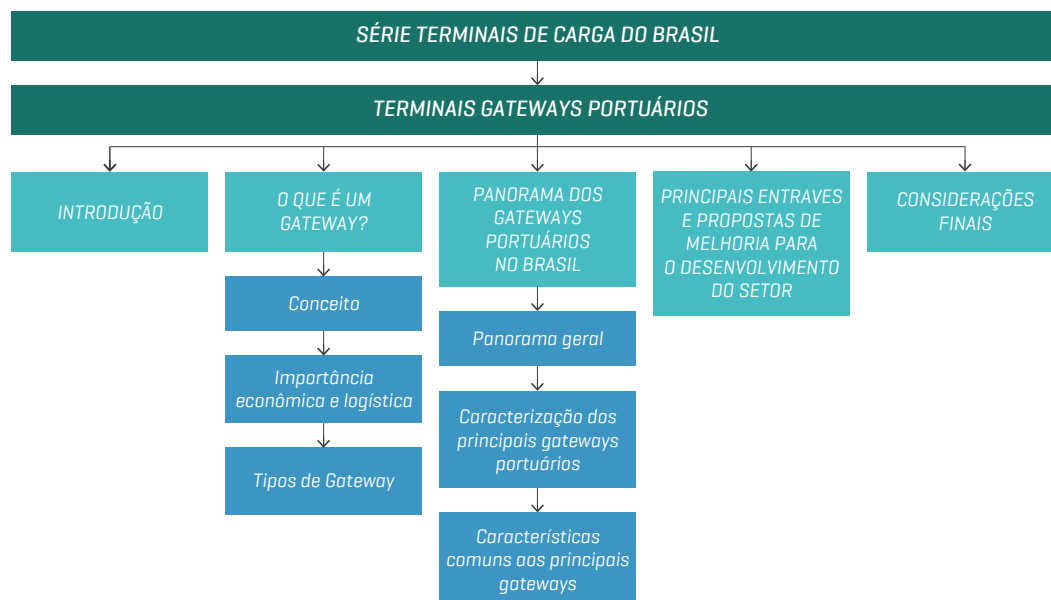 SÉRIE TERMINAIS DE CARGA DO BRASIL
TERMINAIS GATEWAYS PORTUÁRIOS
INTRODUÇÃO
O QUE É UM
GATEWAY?
Conceito
Importância
econômica e logística
Tipos de Gateway
PANORAMA DOS
GATEWAYS
PORTUÁRIOS
NO BRASIL
Panorama geral
Caracterização dos
principais gateways
portuários
Características
comuns aos principais
gateways
PRINCIPAIS ENTRAVES
E PROPOSTAS DE
MELHORIA PARA
O DESENVOLVIMENTO
DO SETOR
CONSIDERAÇÕES
FINAIS